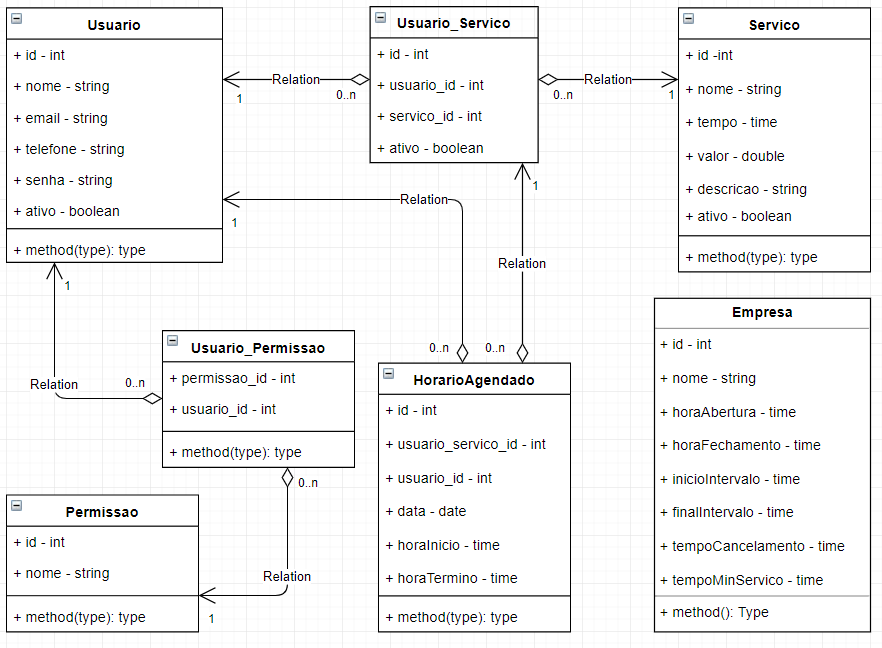 Usuario
+ id - int
+ nome - string
+ email - string
+ telefone - string
+ senha - string
+ ativo - boolean
+ method(type): type
Relation
1
0..n
Usuario_Servico
+ id - int
+ usuario_id - int
+ servico_id - int
+ ativo - boolean
Relation
0..n
1
Servico
+ id -int
+ nome - string
+ tempo - time
+ valor - double
+ descricao - string
+ ativo - boolean
+ method(type): type
Relation
1
0..n
Relation
1
0..n
Relation
1
0..n
Usuario_Permissao
+ permissao_id - int
+ usuario_id - int
+ method(type): type
0..n
Relation
1
Permissao
+ id - int
+ nome - string
+ method(type): type
HorarioAgendado
+ id - int
+ usuario_servico_id - int
+ usuario_id - int
+ data - date
+ horaInicio - time
+ horaTermino - time
+ method(type): type
Empresa
+ id - int
+ nome - string
+ horaAbertura - time
+ horaFechamento - time
+ inicioIntervalo - time
+ finalIntervalo - time
+ tempoCancelamento - time
+ tempoMinServico - time
+ method(): Type